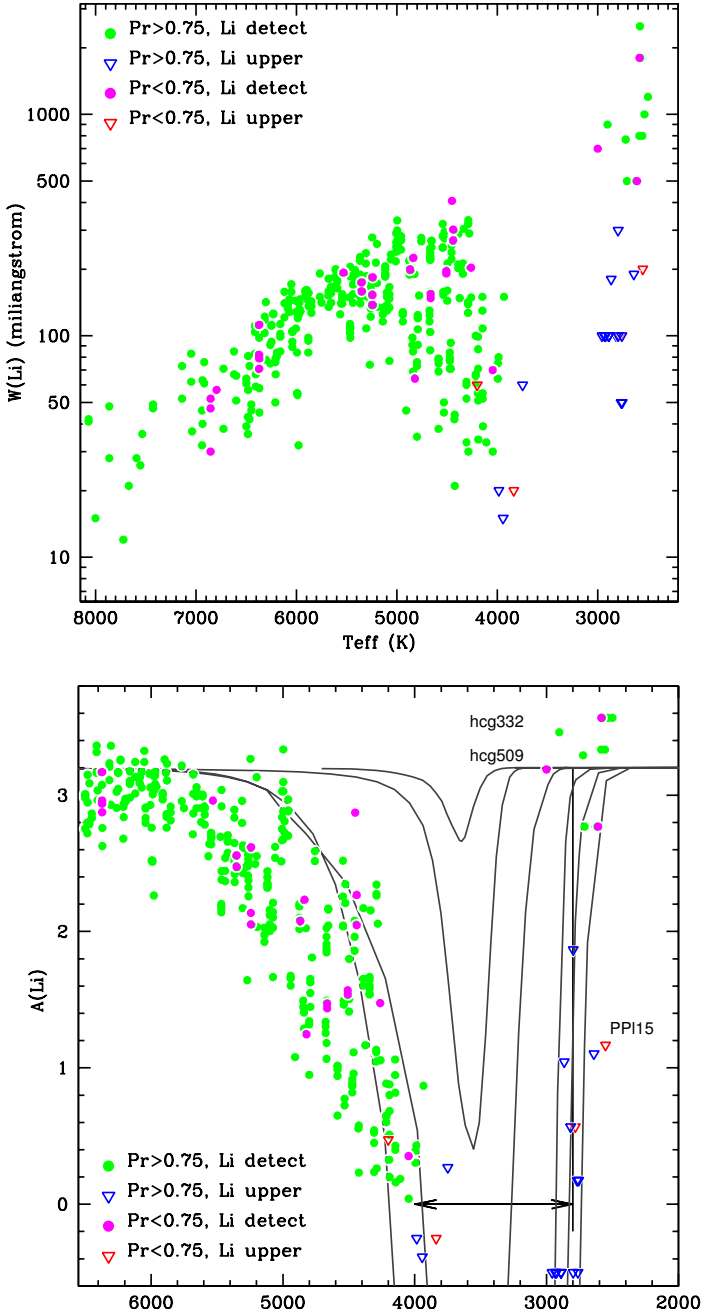 Pr>0.75, Li detect
Pr>0.75, Li upper
Pr<0.75, Li detect
Pr<0.75, Li upper
1000
500
100
50
10
W(Li) (miliangstrom)
8000 7000 6000 5000 4000 3000
Teff (K)
hcg332
hcg509
3
2
A(Li)
PPl15
1
Pr>0.75, Li detect
Pr>0.75, Li upper
0
Pr<0.75, Li detect
Pr<0.75, Li upper
6000 5000 4000 3000 2000